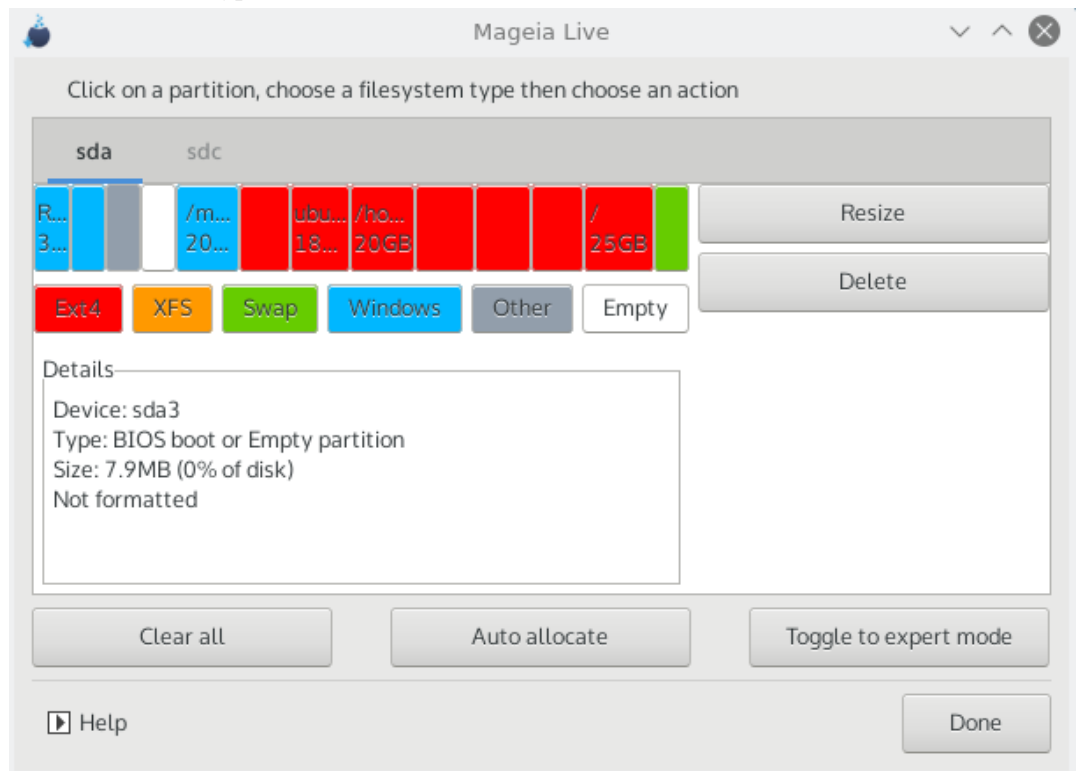 Mageia Live
Click on a partition, choose a filesystem type then choose an action
sda sdc
R... /m... ubu... /ho... /
3... 20... 18... 20GB 25GB
Resize
Delete
Ext4 XFS Swap Windows Other Empty
Details
Device: sda3
Type: BIOS boot or Empty partition
Size: 7.9MB (0% of disk)
Not formatted
Clear all Auto allocate Toggle to expert mode
Help Done